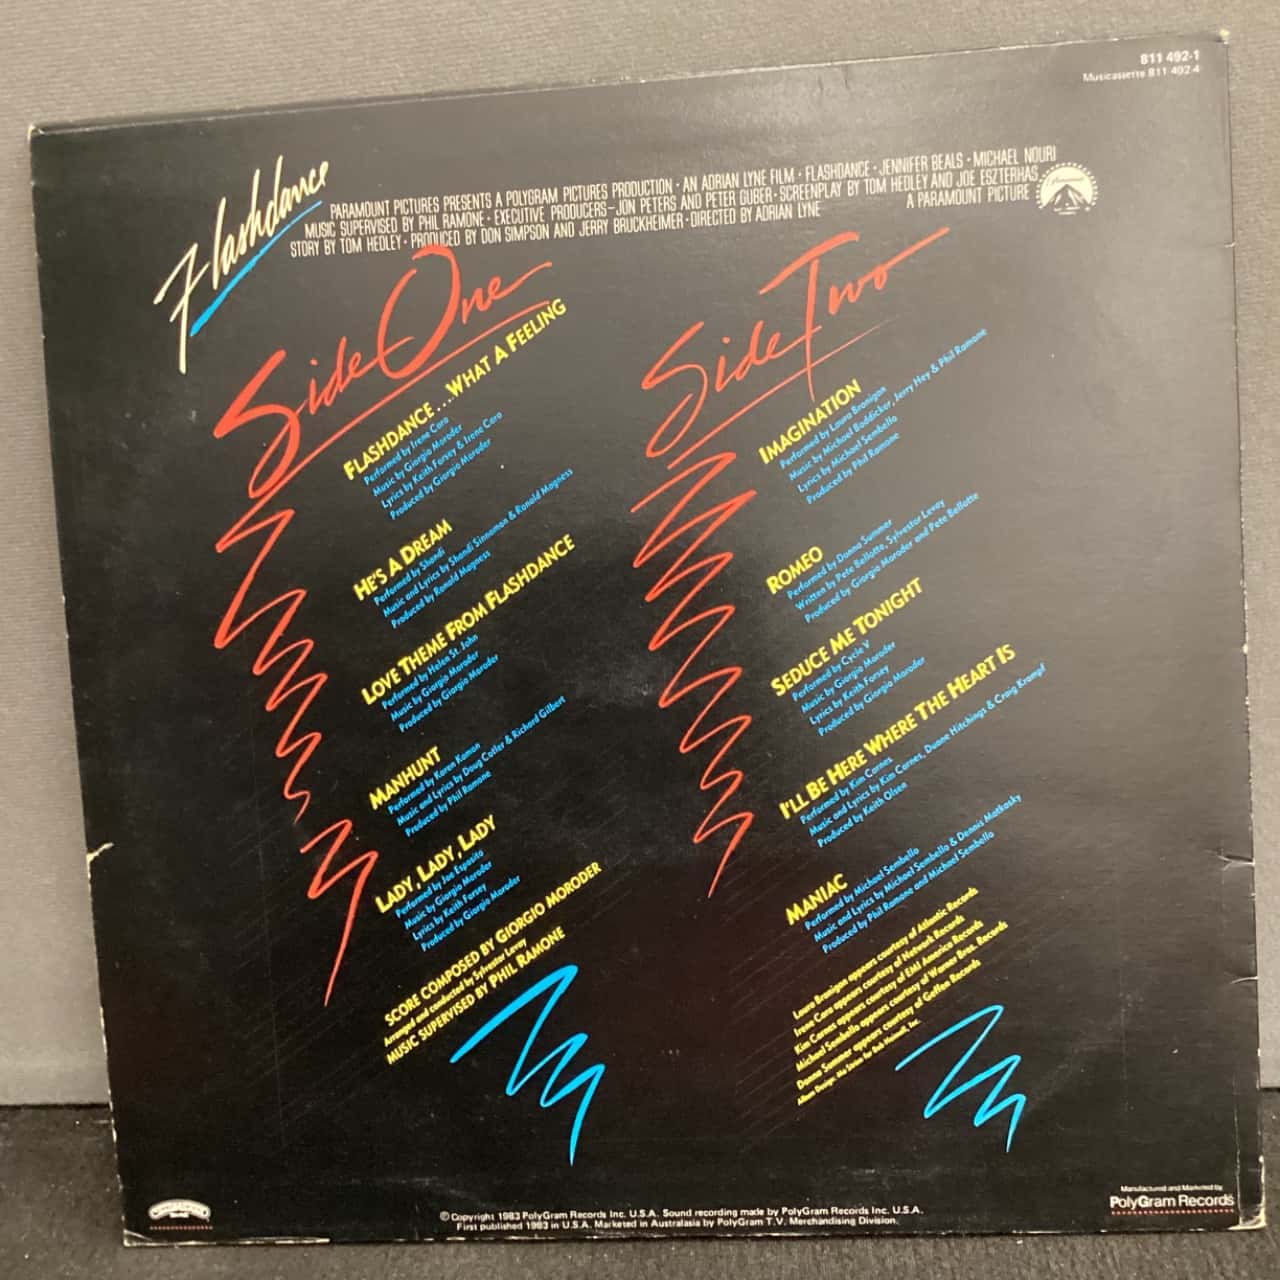 811 492-1
Musicassette 811 492-4
Flashdance
PARAMOUNT PICTURES PRESENTS A POLYGRAM PICTURES PRODUCTION · AN ADRIAN LYNE FILM · FLASHDANCE · JENNIFER BEALS · MICHAEL NOURI
MUSIC SUPERVISED BY PHIL RAMONE · EXECUTIVE PRODUCERS—JON PETERS AND PETER GUBER · SCREENPLAY BY TOM HEDLEY AND JOE ESZTERHAS
STORY BY TOM HEDLEY · PRODUCED BY DON SIMPSON AND JERRY BRUCKHEIMER · DIRECTED BY ADRIAN LYNE
A PARAMOUNT PICTURE
Paramount
Side One
FLASHDANCE...WHAT A FEELING
Performed by Irene Cara
Music by Giorgio Moroder
Lyrics by Keith Forsey & Irene Cara
Produced by Giorgio Moroder
HE'S A DREAM
Performed by Shandi
Music and Lyrics by Shandi Sinnamon & Ronald Magness
Produced by Ronald Magness
LOVE THEME FROM FLASHDANCE
Performed by Helen St. John
Music by Giorgio Moroder
Produced by Giorgio Moroder
MANHUNT
Performed by Karen Kamon
Music and Lyrics by Doug Cotler & Richard Gilbert
Produced by Phil Ramone
LADY, LADY, LADY
Performed by Joe Esposito
Music by Giorgio Moroder
Lyrics by Keith Forsey
Produced by Giorgio Moroder
SCORE COMPOSED BY GIORGIO MORODER
Arranged and conducted by Sylvester Levay
MUSIC SUPERVISED BY PHIL RAMONE
Side Two
IMAGINATION
Performed by Laura Branigan
Music by Michael Boddicker, Jerry Hey & Phil Ramone
Lyrics by Michael Sembello
Produced by Phil Ramone
ROMEO
Performed by Donna Summer
Written by Pete Bellotte, Sylvester Levay
Produced by Giorgio Moroder and Pete Bellotte
SEDUCE ME TONIGHT
Performed by Cycle V
Music by Giorgio Moroder
Lyrics by Keith Forsey
Produced by Giorgio Moroder
I'LL BE HERE WHERE THE HEART IS
Performed by Kim Carnes
Music and Lyrics by Kim Carnes, Duane Hitchings & Craig Krampf
Produced by Keith Olsen
MANIAC
Performed by Michael Sembello
Music and Lyrics by Michael Sembello & Dennis Matkosky
Produced by Phil Ramone and Michael Sembello
Laura Branigan appears courtesy of Atlantic Records
Irene Cara appears courtesy of Network Records
Kim Carnes appears courtesy of EMI America Records
Michael Sembello appears courtesy of Warner Bros. Records
Donna Summer appears courtesy of Geffen Records
Album Design:
©Copyright 1983 PolyGram Records Inc. U.S.A. Sound recording made by PolyGram Records Inc. U.S.A.
First published 1983 in U.S.A. Marketed in Australasia by PolyGram T.V. Merchandising Division.
Manufactured and Marketed by
PolyGram Records